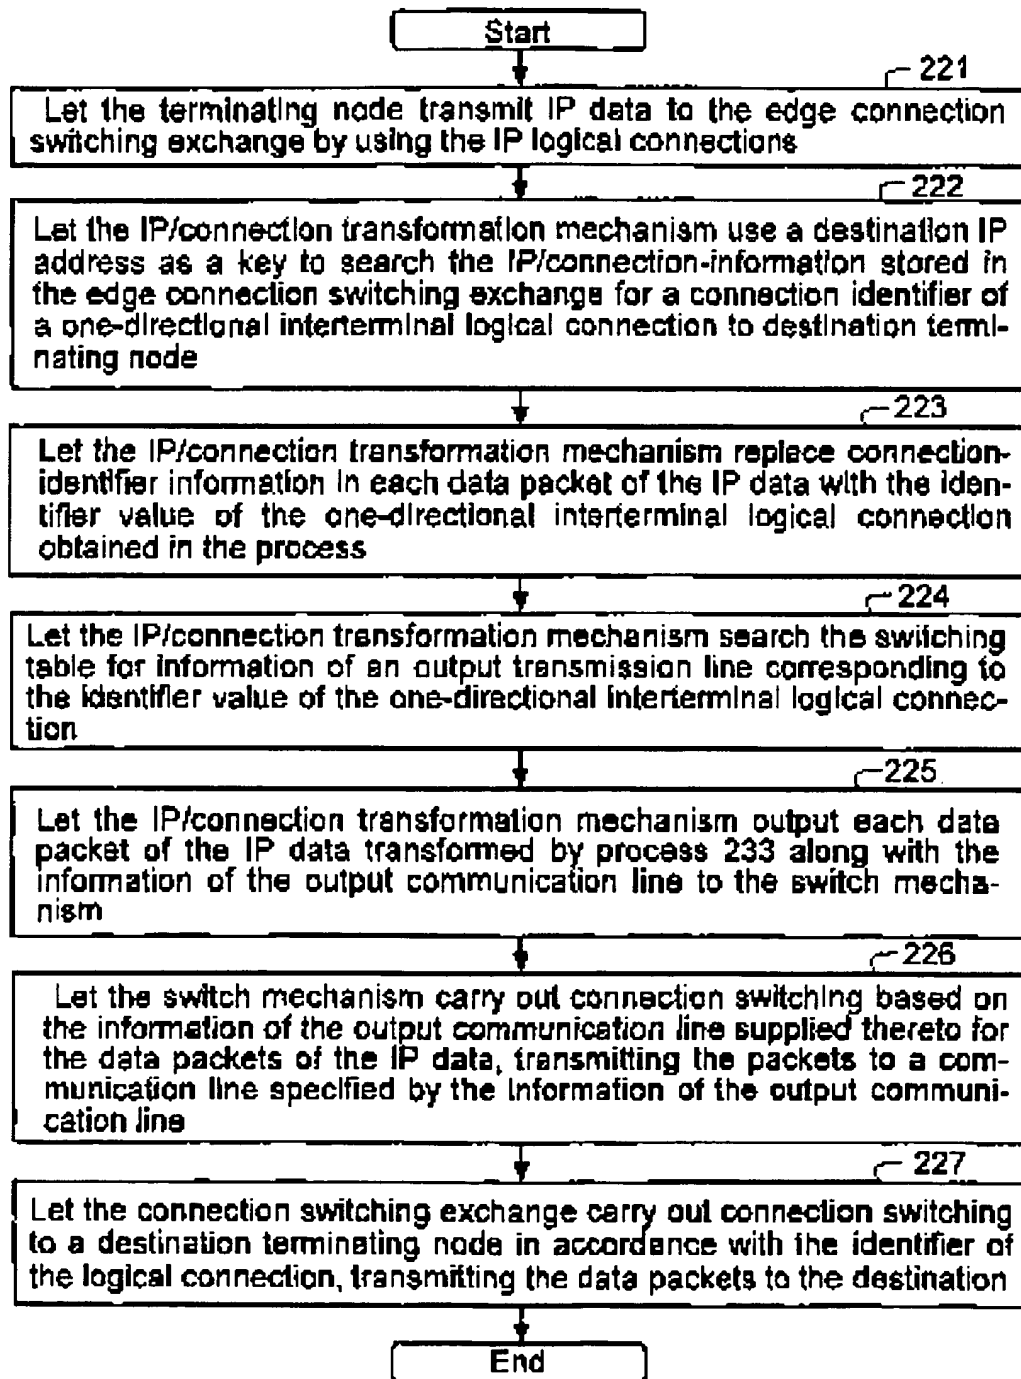 Start
221
Let the terminating node transmit IP data to the edge connection
switching exchange by using the IP logical connections
222
Let the IP/connection transformation mechanism use a destination IP
address as a key to search the IP/connection-information stored in
the edge connection switching exchange for a connection identifier of
a one-directional interterminal logical connection to destination termi-
nating node
223
Let the IP/connection transformation mechanism replace connection-
identifier information in each data packet of the IP data with the iden-
tifier value of the one-directional interterminal logical connection
obtained in the process
224
Let the IP/connection transformation mechanism search the switching
table for information of an output transmission line corresponding to
the identifier value of the one-directional interterminal logical connec-
tion
225
Let the IP/connection transformation mechanism output each data
packet of the IP data transformed by process 233 along with the
information of the output communication line to the switch mecha-
nism
226
Let the switch mechanism carry out connection switching based on
the information of the output communication line supplied thereto for
the data packets of the IP data, transmitting the packets to a com-
munication line specified by the information of the output communi-
cation line
227
Let the connection switching exchange carry out connection switching
to a destination terminating node in accordance with the identifier of
the logical connection, transmitting the data packets to the destination
End